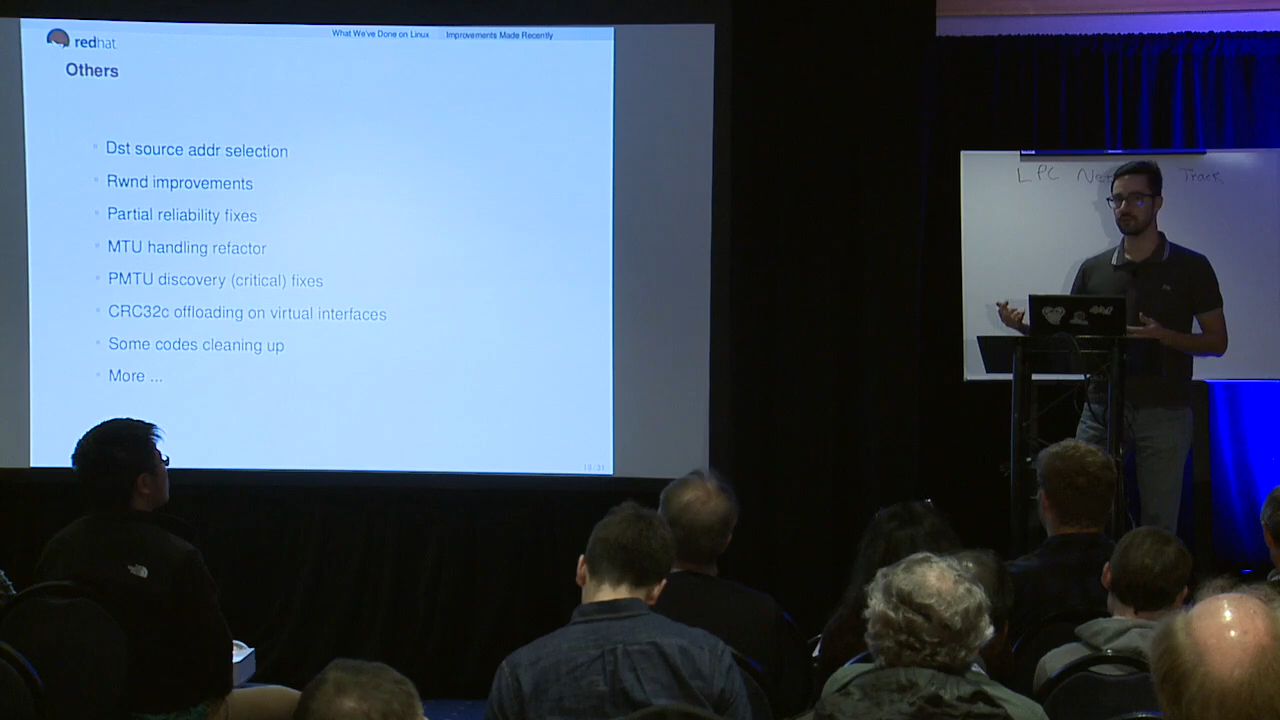 What We've Done on Linux Improvements Made Recently
redhat
Others
Dst source addr selection
Rwnd improvements
Partial reliability fixes
MTU handling refactor
PMTU discovery (critical) fixes
CRC32c offloading on virtual interfaces
Some codes cleaning up
More ...
LPC Track